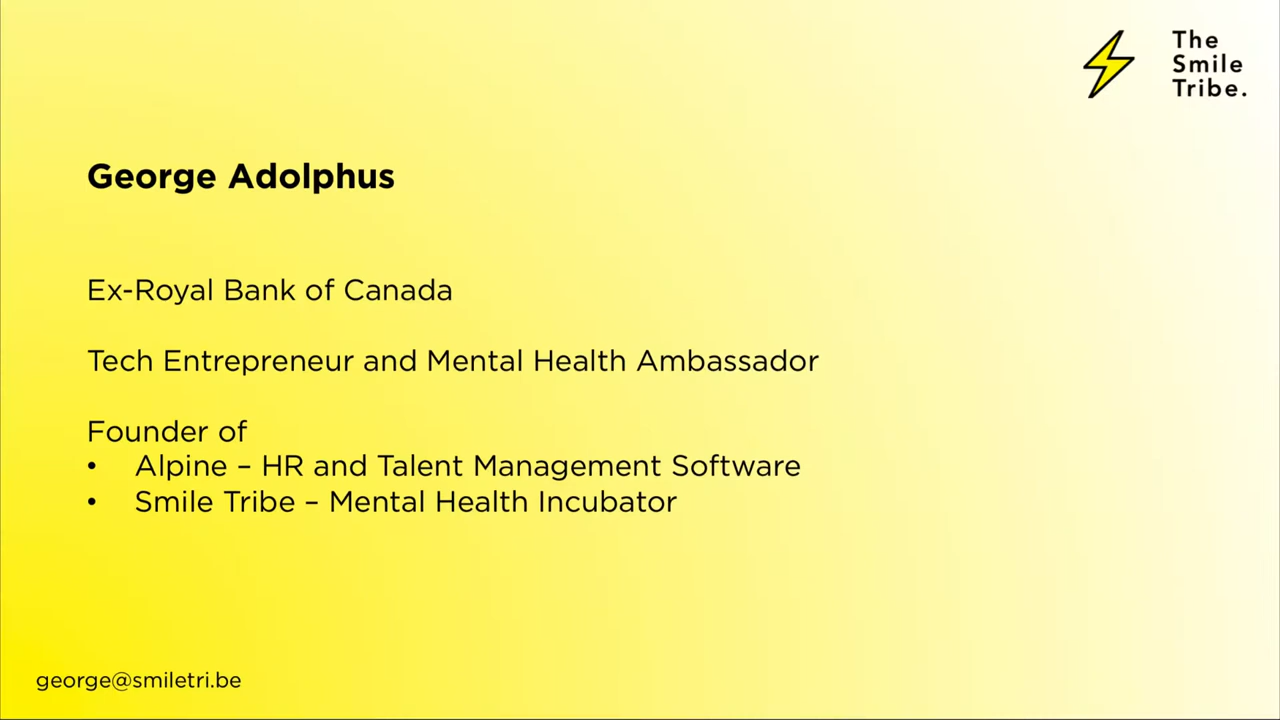 The
Smile
Tribe.
George Adolphus
Ex-Royal Bank of Canada
Tech Entrepreneur and Mental Health Ambassador
Founder of
• Alpine – HR and Talent Management Software
• Smile Tribe – Mental Health Incubator
george@smiletri.be